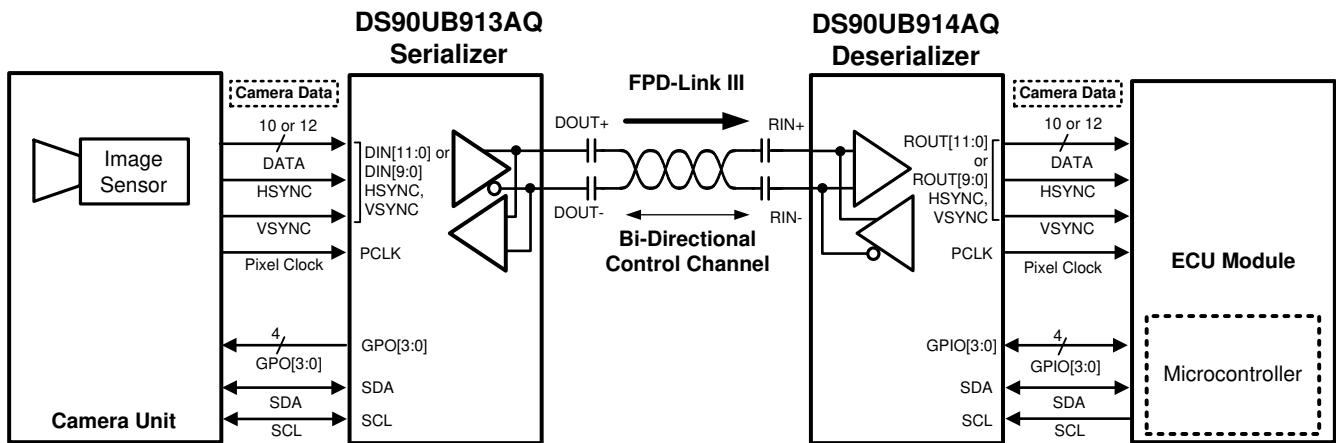 DS90UB913AQ
Serializer
DS90UB914AQ
Deserializer
FPD-Link III
Camera Data
10 or 12
DATA
HSYNC
VSYNC
Pixel Clock
4
GPO[3:0]
SDA
SCL
Image
Sensor
Camera Unit
DIN[11:0] or
DIN[9:0]
HSYNC,
VSYNC
PCLK
GPO[3:0]
SDA
SCL
DOUT+
DOUT-
RIN+
RIN-
Bi-Directional
Control Channel
ROUT[11:0]
or
ROUT[9:0]
HSYNC,
VSYNC
PCLK
GPIO[3:0]
SDA
SCL
Camera Data
10 or 12
DATA
HSYNC
VSYNC
Pixel Clock
4
GPIO[3:0]
SDA
SCL
ECU Module
Microcontroller